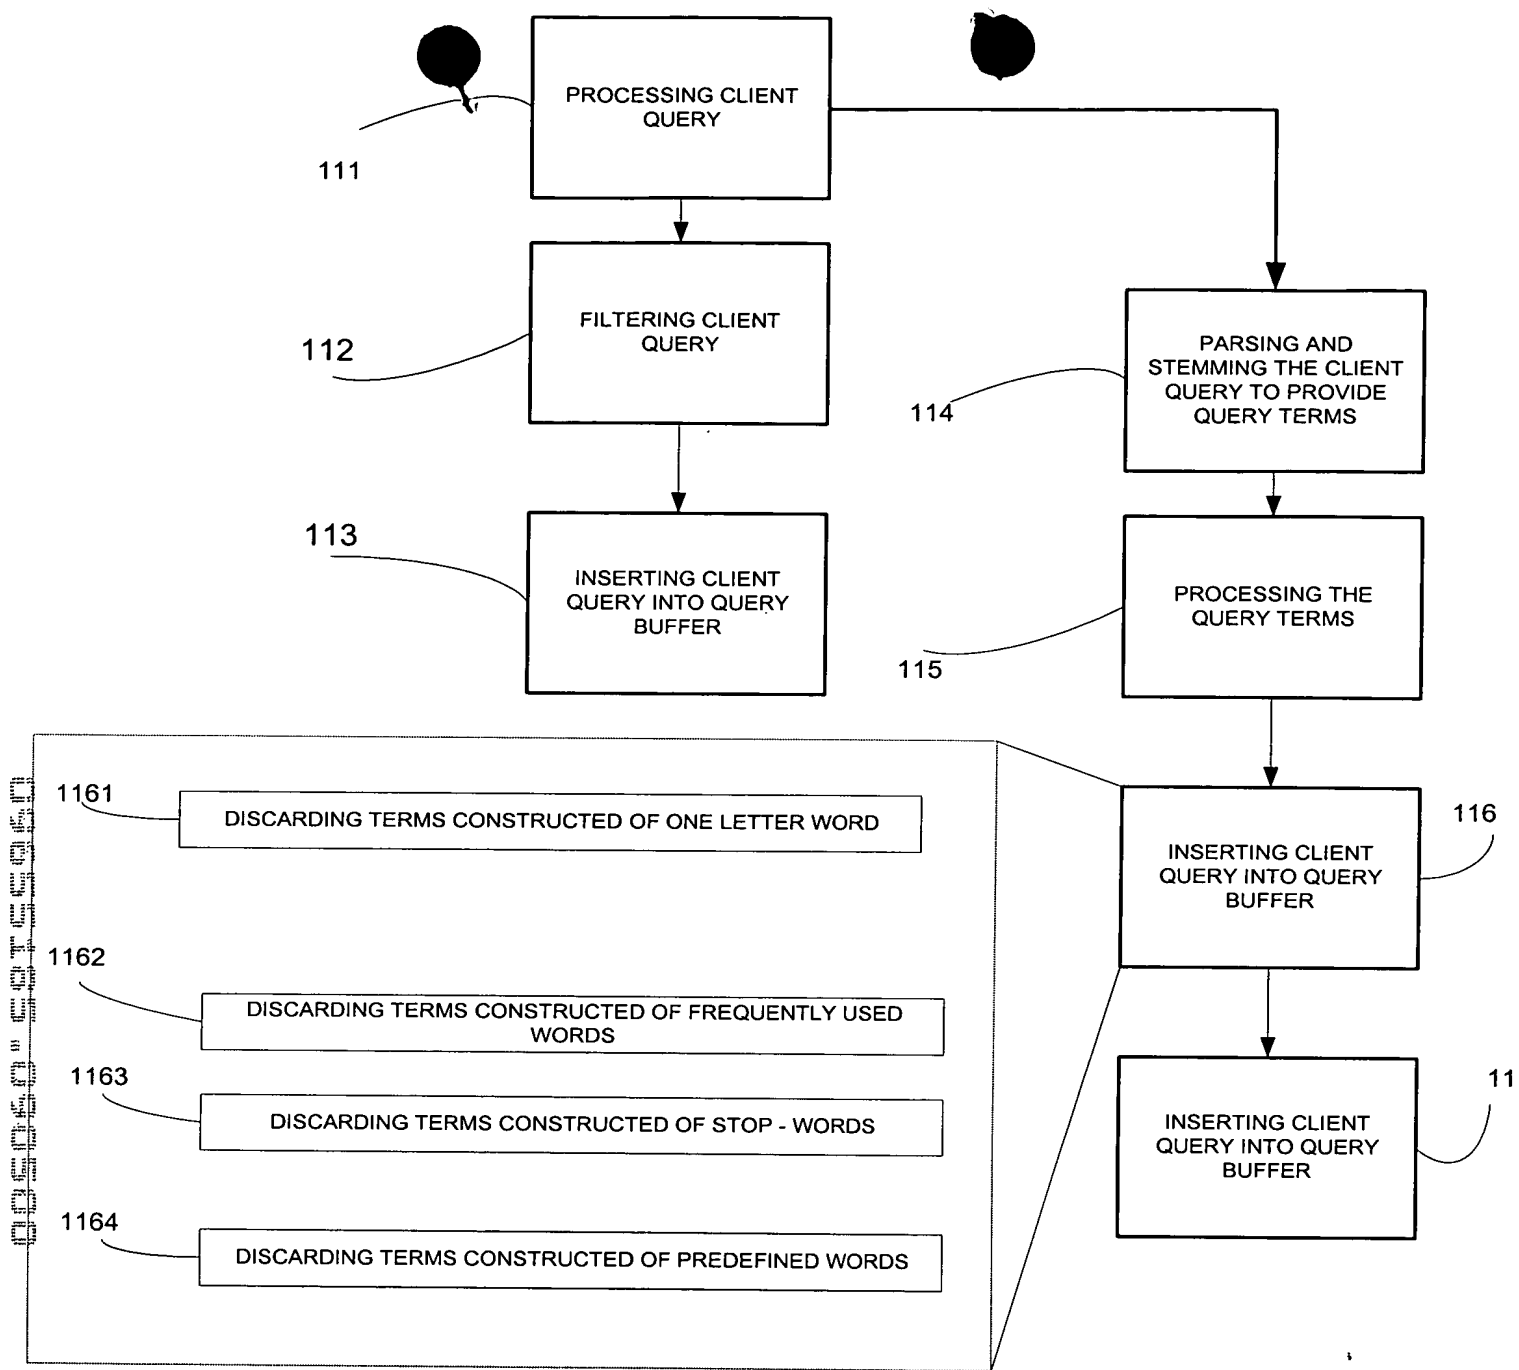 PROCESSING CLIENT
QUERY
111
FILTERING CLIENT
QUERY
112
PARSING AND
STEMMING THE CLIENT
QUERY TO PROVIDE
QUERY TERMS
114
113
INSERTING CLIENT
QUERY INTO QUERY
BUFFER
PROCESSING THE
QUERY TERMS
115
1161
DISCARDING TERMS CONSTRUCTED OF ONE LETTER WORD
116
INSERTING CLIENT
QUERY INTO QUERY
BUFFER
1162
DISCARDING TERMS CONSTRUCTED OF FREQUENTLY USED
WORDS
1163
DISCARDING TERMS CONSTRUCTED OF STOP - WORDS
11
INSERTING CLIENT
QUERY INTO QUERY
BUFFER
1164
DISCARDING TERMS CONSTRUCTED OF PREDEFINED WORDS